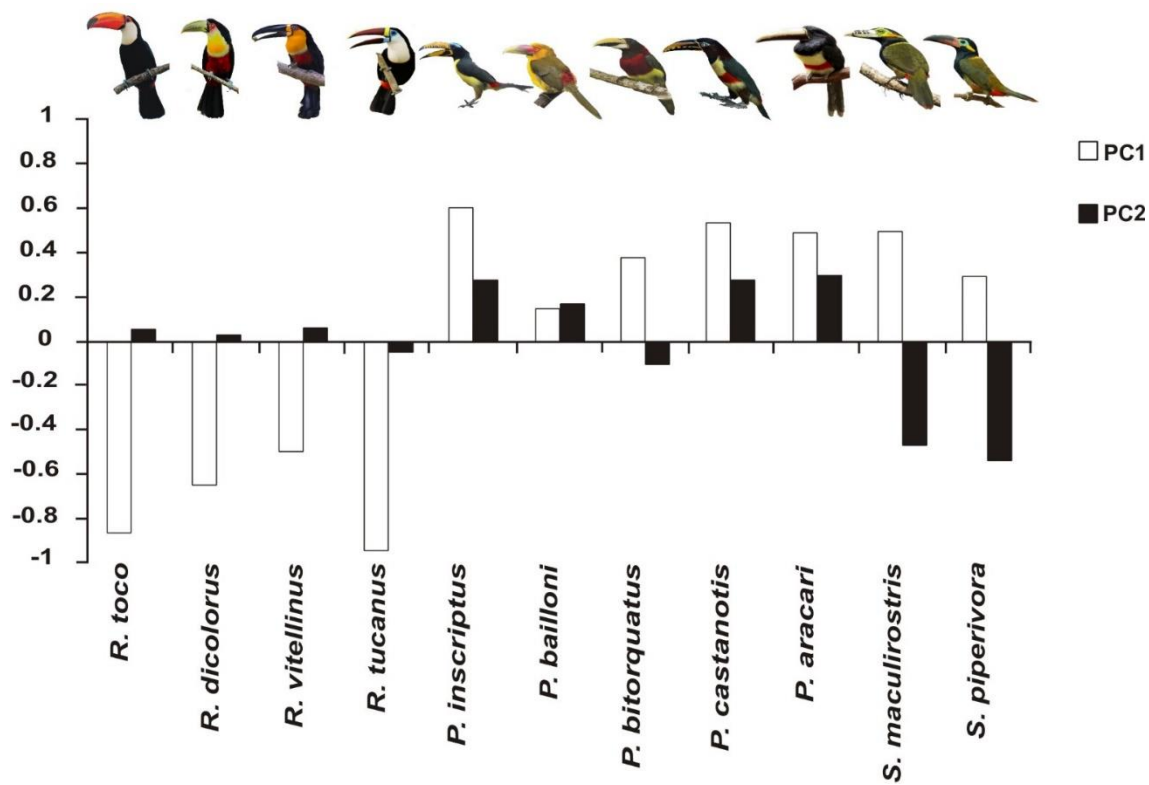 1
0.8
0.6
0.4
0.2
0
-0.2
-0.4
-0.6
-0.8
-1
PC1
PC2
R. toco
R. dicolorus
R. vitellinus
R. tucanus
P. inscriptus
P. bailloni
P. bitorquatus
P. castanotis
P. aracari
S. maculirostris
S. piperivora